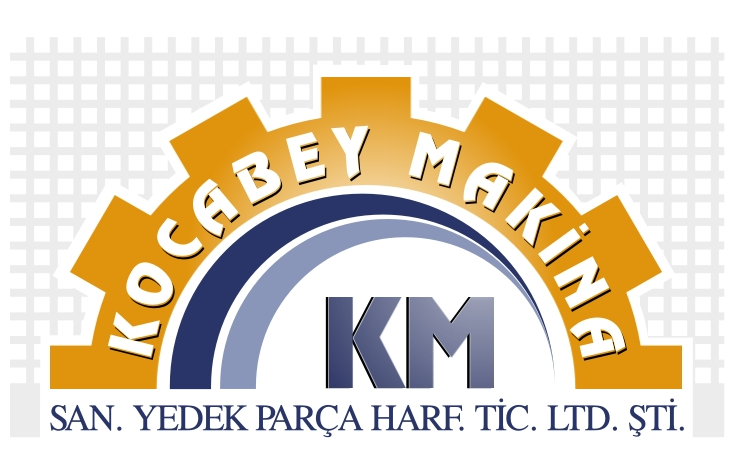 KOCABEY MAKİNA
KM
SAN. YEDEK PARÇA HARF. TİC. LTD. ŞTİ.